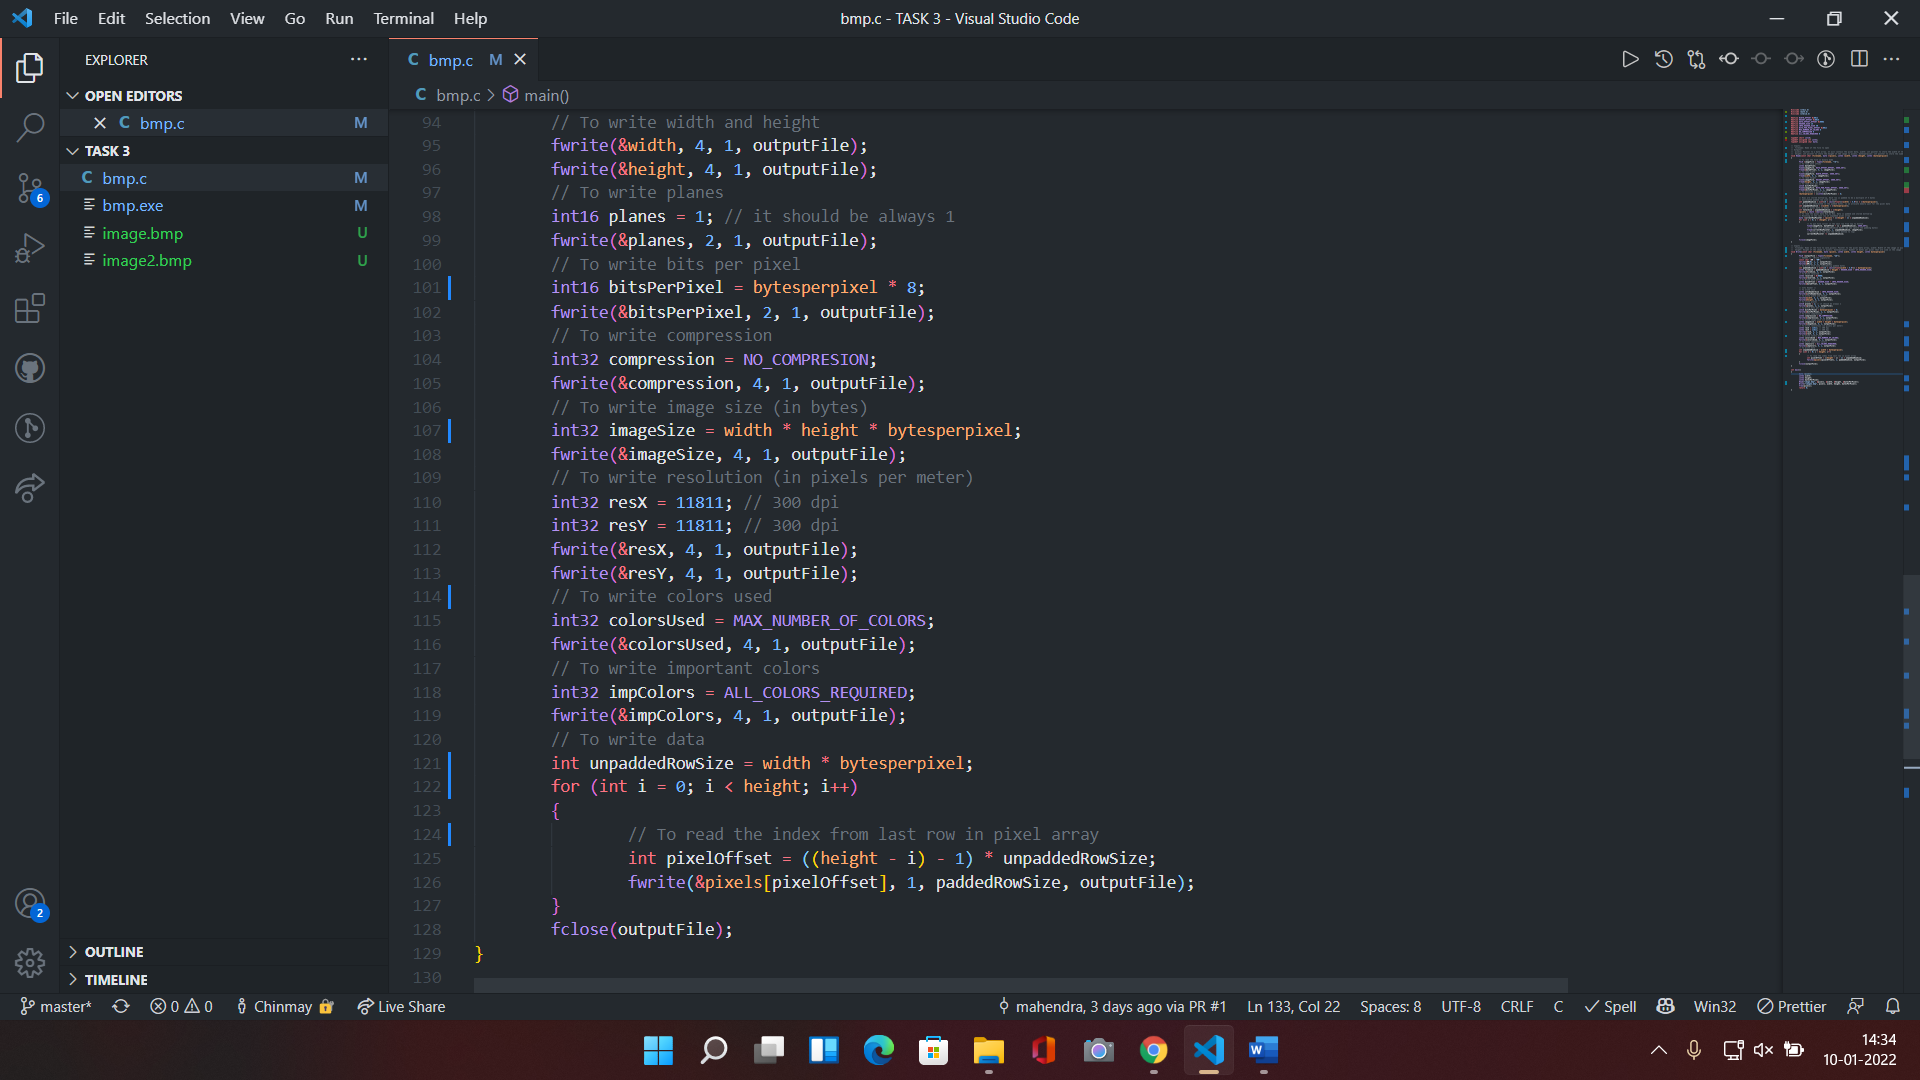 File Edit Selection View Go Run Terminal Help
bmp.c - TASK 3 - Visual Studio Code
EXPLORER
OPEN EDITORS
C bmp.c M
TASK 3
C bmp.c M
bmp.exe M
image.bmp U
image2.bmp U
OUTLINE
TIMELINE
6
2
C bmp.c M
C bmp.c > main()
94 // To write width and height
95 fwrite(&width, 4, 1, outputFile);
96 fwrite(&height, 4, 1, outputFile);
97 // To write planes
98 int16 planes = 1; // it should be always 1
99 fwrite(&planes, 2, 1, outputFile);
100 // To write bits per pixel
101 int16 bitsPerPixel = bytesperpixel * 8;
102 fwrite(&bitsPerPixel, 2, 1, outputFile);
103 // To write compression
104 int32 compression = NO_COMPRESION;
105 fwrite(&compression, 4, 1, outputFile);
106 // To write image size (in bytes)
107 int32 imageSize = width * height * bytesperpixel;
108 fwrite(&imageSize, 4, 1, outputFile);
109 // To write resolution (in pixels per meter)
110 int32 resX = 11811; // 300 dpi
111 int32 resY = 11811; // 300 dpi
112 fwrite(&resX, 4, 1, outputFile);
113 fwrite(&resY, 4, 1, outputFile);
114 // To write colors used
115 int32 colorsUsed = MAX_NUMBER_OF_COLORS;
116 fwrite(&colorsUsed, 4, 1, outputFile);
117 // To write important colors
118 int32 impColors = ALL_COLORS_REQUIRED;
119 fwrite(&impColors, 4, 1, outputFile);
120 // To write data
121 int unpaddedRowSize = width * bytesperpixel;
122 for (int i = 0; i < height; i++)
123 {
124 // To read the index from last row in pixel array
125 int pixelOffset = ((height - i) - 1) * unpaddedRowSize;
126 fwrite(&pixels[pixelOffset], 1, paddedRowSize, outputFile);
127 }
128 fclose(outputFile);
129 }
130
master* 0 0 Chinmay Live Share mahendra, 3 days ago via PR #1 Ln 133, Col 22 Spaces: 8 UTF-8 CRLF C Spell Win32 Prettier
W
14:34
10-01-2022